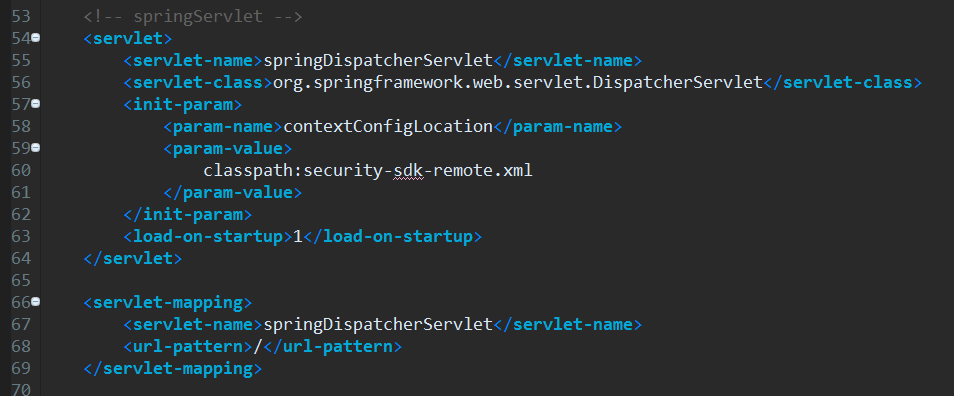 53 <!-- springServlet -->
54 <servlet>
55 <servlet-name>springDispatcherServlet</servlet-name>
56 <servlet-class>org.springframework.web.servlet.DispatcherServlet</servlet-class>
57 <init-param>
58 <param-name>contextConfigLocation</param-name>
59 <param-value>
60 classpath:security-sdk-remote.xml
61 </param-value>
62 </init-param>
63 <load-on-startup>1</load-on-startup>
64 </servlet>
65
66 <servlet-mapping>
67 <servlet-name>springDispatcherServlet</servlet-name>
68 <url-pattern>/</url-pattern>
69 </servlet-mapping>
70